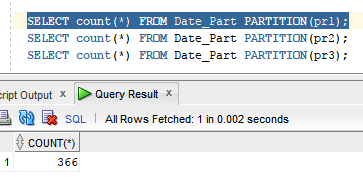 SELECT count(*) FROM Date_Part PARTITION(pr1);
SELECT count(*) FROM Date_Part PARTITION(pr2);
SELECT count(*) FROM Date_Part PARTITION(pr3);
cript Output x Query Result x
SQL | All Rows Fetched: 1 in 0.002 seconds
COUNT(*)
1 366